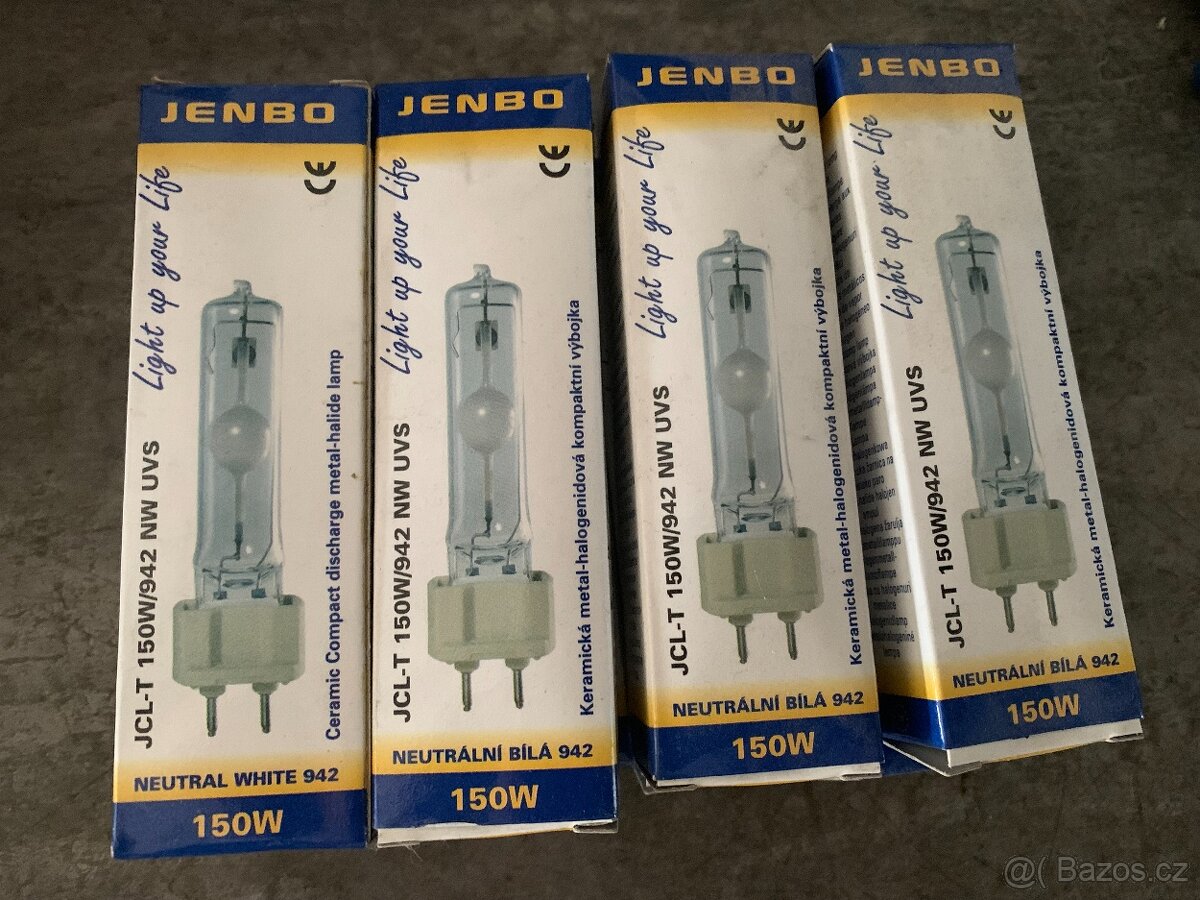 JENBO
CE
Light up your Life
JCL-T 150W/942 NW UVS
Ceramic Compact discharge metal-halide lamp
NEUTRAL WHITE 942
150W
JENBO
CE
Light up your Life
JCL-T 150W/942 NW UVS
Keramická metal-halogenidová kompaktní výbojka
NEUTRÁLNÍ BÍLÁ 942
150W
JENBO
CE
Light up your Life
JCL-T 150W/942 NW UVS
Keramická metal-halogenidová kompaktní výbojka
NEUTRÁLNÍ BÍLÁ 942
150W
JENBO
CE
Light up your Life
JCL-T 150W/942 NW UVS
Keramická metal-halogenidová kompaktní výbojka
NEUTRÁLNÍ BÍLÁ 942
150W
@( Bazos.cz